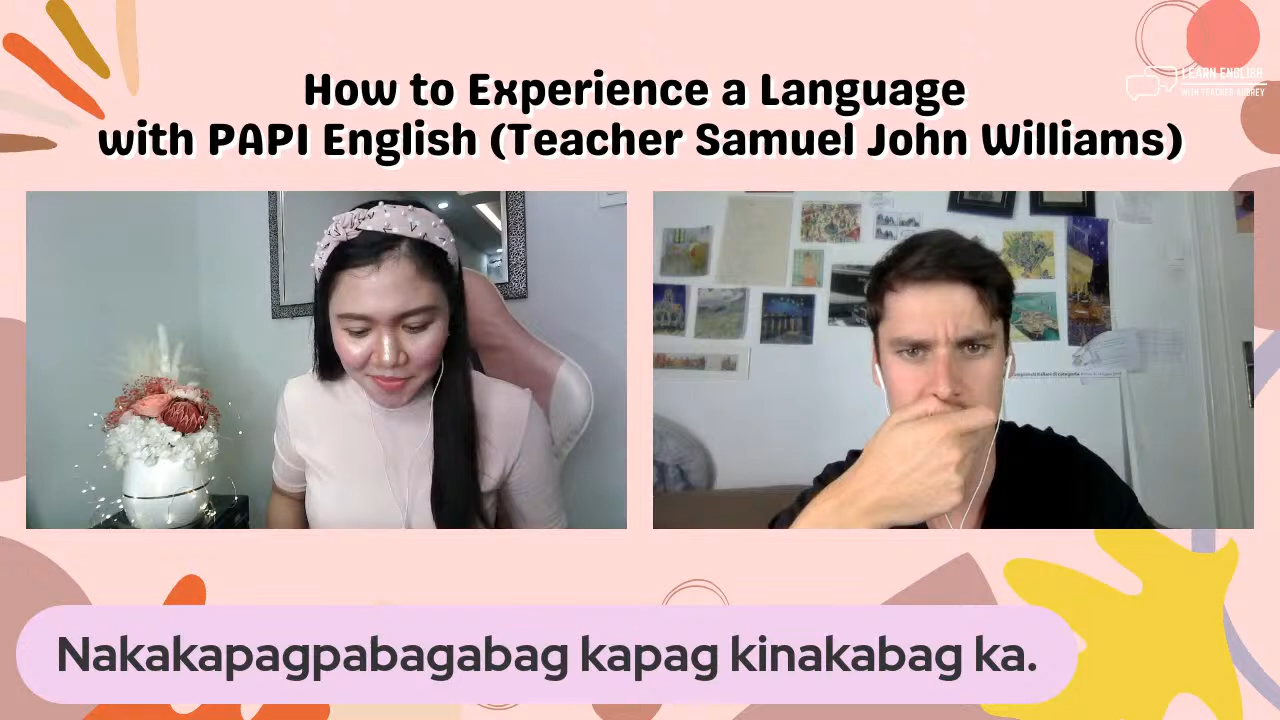 LEARN ENGLISH
WITH TEACHER AUBREY
How to Experience a Language
with PAPI English (Teacher Samuel John Williams)
Nakakapagpabagabag kapag kinakabag ka.